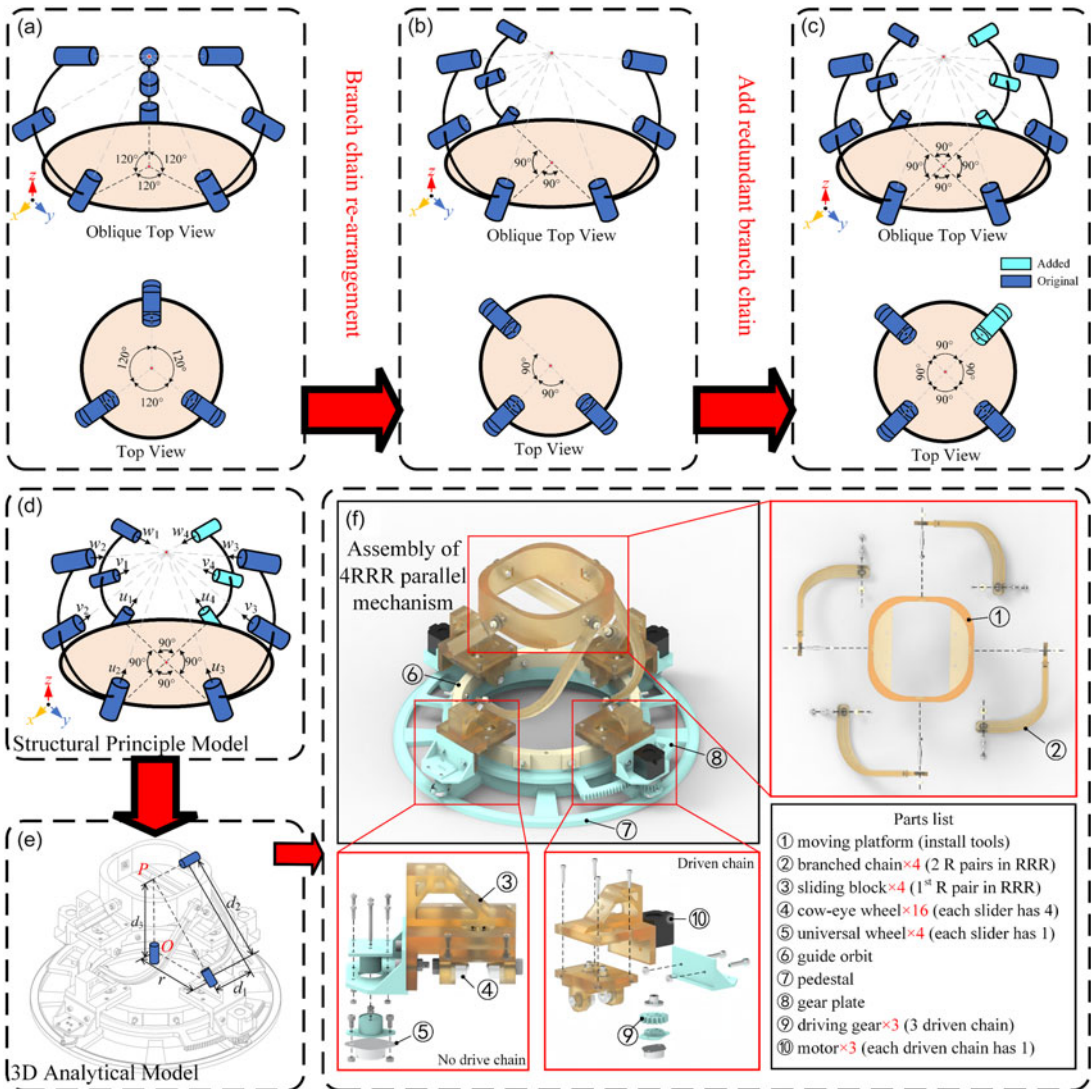 (a)
120°
120°
120°
z
x
y
Oblique Top View
120°
120°
120°
Top View
Branch chain re-arrangement
(b)
90°
90°
z
x
y
Oblique Top View
90°
90°
Top View
Add redundant branch chain
(c)
90°
90°
90°
90°
z
x
y
Oblique Top View
Added
Original
90°
90°
90°
90°
Top View
(d)
w1
w4
w2
w3
v1
v4
u1
u4
v2
v3
90°
90°
90°
90°
u2
u3
z
x
y
Structural Principle Model
(e)
P
d2
d3
O
r
d1
3D Analytical Model
(f)
Assembly of
4RRR parallel
mechanism
⑥
⑧
⑦
①
②
③
④
⑤
No drive chain
Driven chain
⑩
⑨
Parts list
① moving platform (install tools)
② branched chain×4 (2 R pairs in RRR)
③ sliding block×4 (1st R pair in RRR)
④ cow-eye wheel×16 (each slider has 4)
⑤ universal wheel×4 (each slider has 1)
⑥ guide orbit
⑦ pedestal
⑧ gear plate
⑨ driving gear×3 (3 driven chain)
⑩ motor×3 (each driven chain has 1)